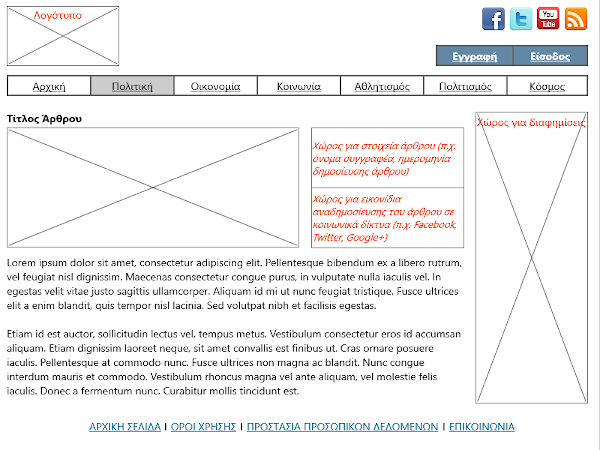 Λογότυπο
You
Tube
Εγγραφή Είσοδος
Αρχική Πολιτική Οικονομία Κοινωνία Αθλητισμός Πολιτισμός Κόσμος
Τίτλος Άρθρου
Χώρος για στοιχεία άρθρου (π.χ.
όνομα συγγραφέα, ημερομηνία
δημοσίευσης άρθρου)
Χώρος για εικονίδια
αναδημοσίευσης του άρθρου σε
κοινωνικά δίκτυα (π.χ. Facebook,
Twitter, Google+)
Χώρος για διαφημίσεις
Lorem ipsum dolor sit amet, consectetur adipiscing elit. Pellentesque bibendum ex a libero rutrum,
vel feugiat nisl dignissim. Maecenas consectetur congue purus, in vulputate nulla iaculis vel. In
egestas velit vitae justo sagittis ullamcorper. Aliquam id mi ut nunc feugiat tristique. Fusce ultrices
elit a enim blandit, quis tempor nisl lacinia. Sed volutpat nibh et facilisis egestas.
Etiam id est auctor, sollicitudin lectus vel, tempus metus. Vestibulum consectetur eros id accumsan
aliquam. Etiam dignissim laoreet neque, sit amet convallis est finibus ut. Cras ornare posuere
iaculis. Pellentesque at commodo nunc. Fusce ultrices non magna ac blandit. Nunc congue
interdum mauris et commodo. Vestibulum rhoncus magna vel ante aliquam, vel molestie felis
iaculis. Donec a fermentum nunc. Curabitur mollis tincidunt est.
ΑΡΧΙΚΗ ΣΕΛΙΔΑ | ΟΡΟΙ ΧΡΗΣΗΣ | ΠΡΟΣΤΑΣΙΑ ΠΡΟΣΩΠΙΚΩΝ ΔΕΔΟΜΕΝΩΝ | ΕΠΙΚΟΙΝΩΝΙΑ